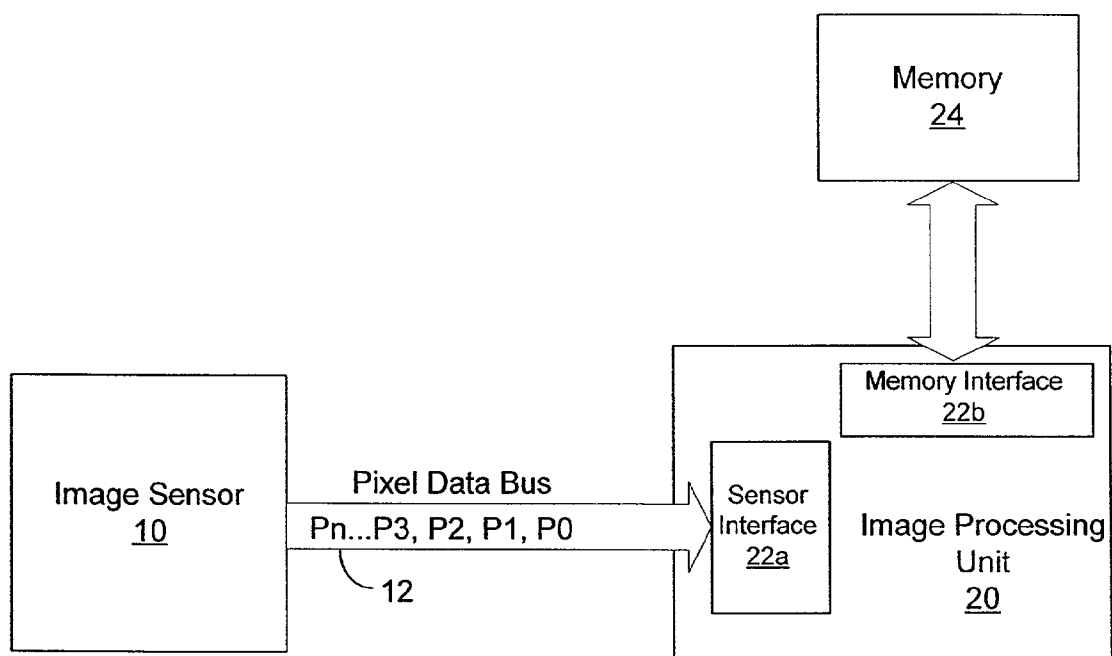 Memory
24
Memory Interface
22b
Image Sensor
10
Pixel Data Bus
Pn...P3, P2, P1, P0
12
Sensor
Interface
22a
Image Processing
Unit
20